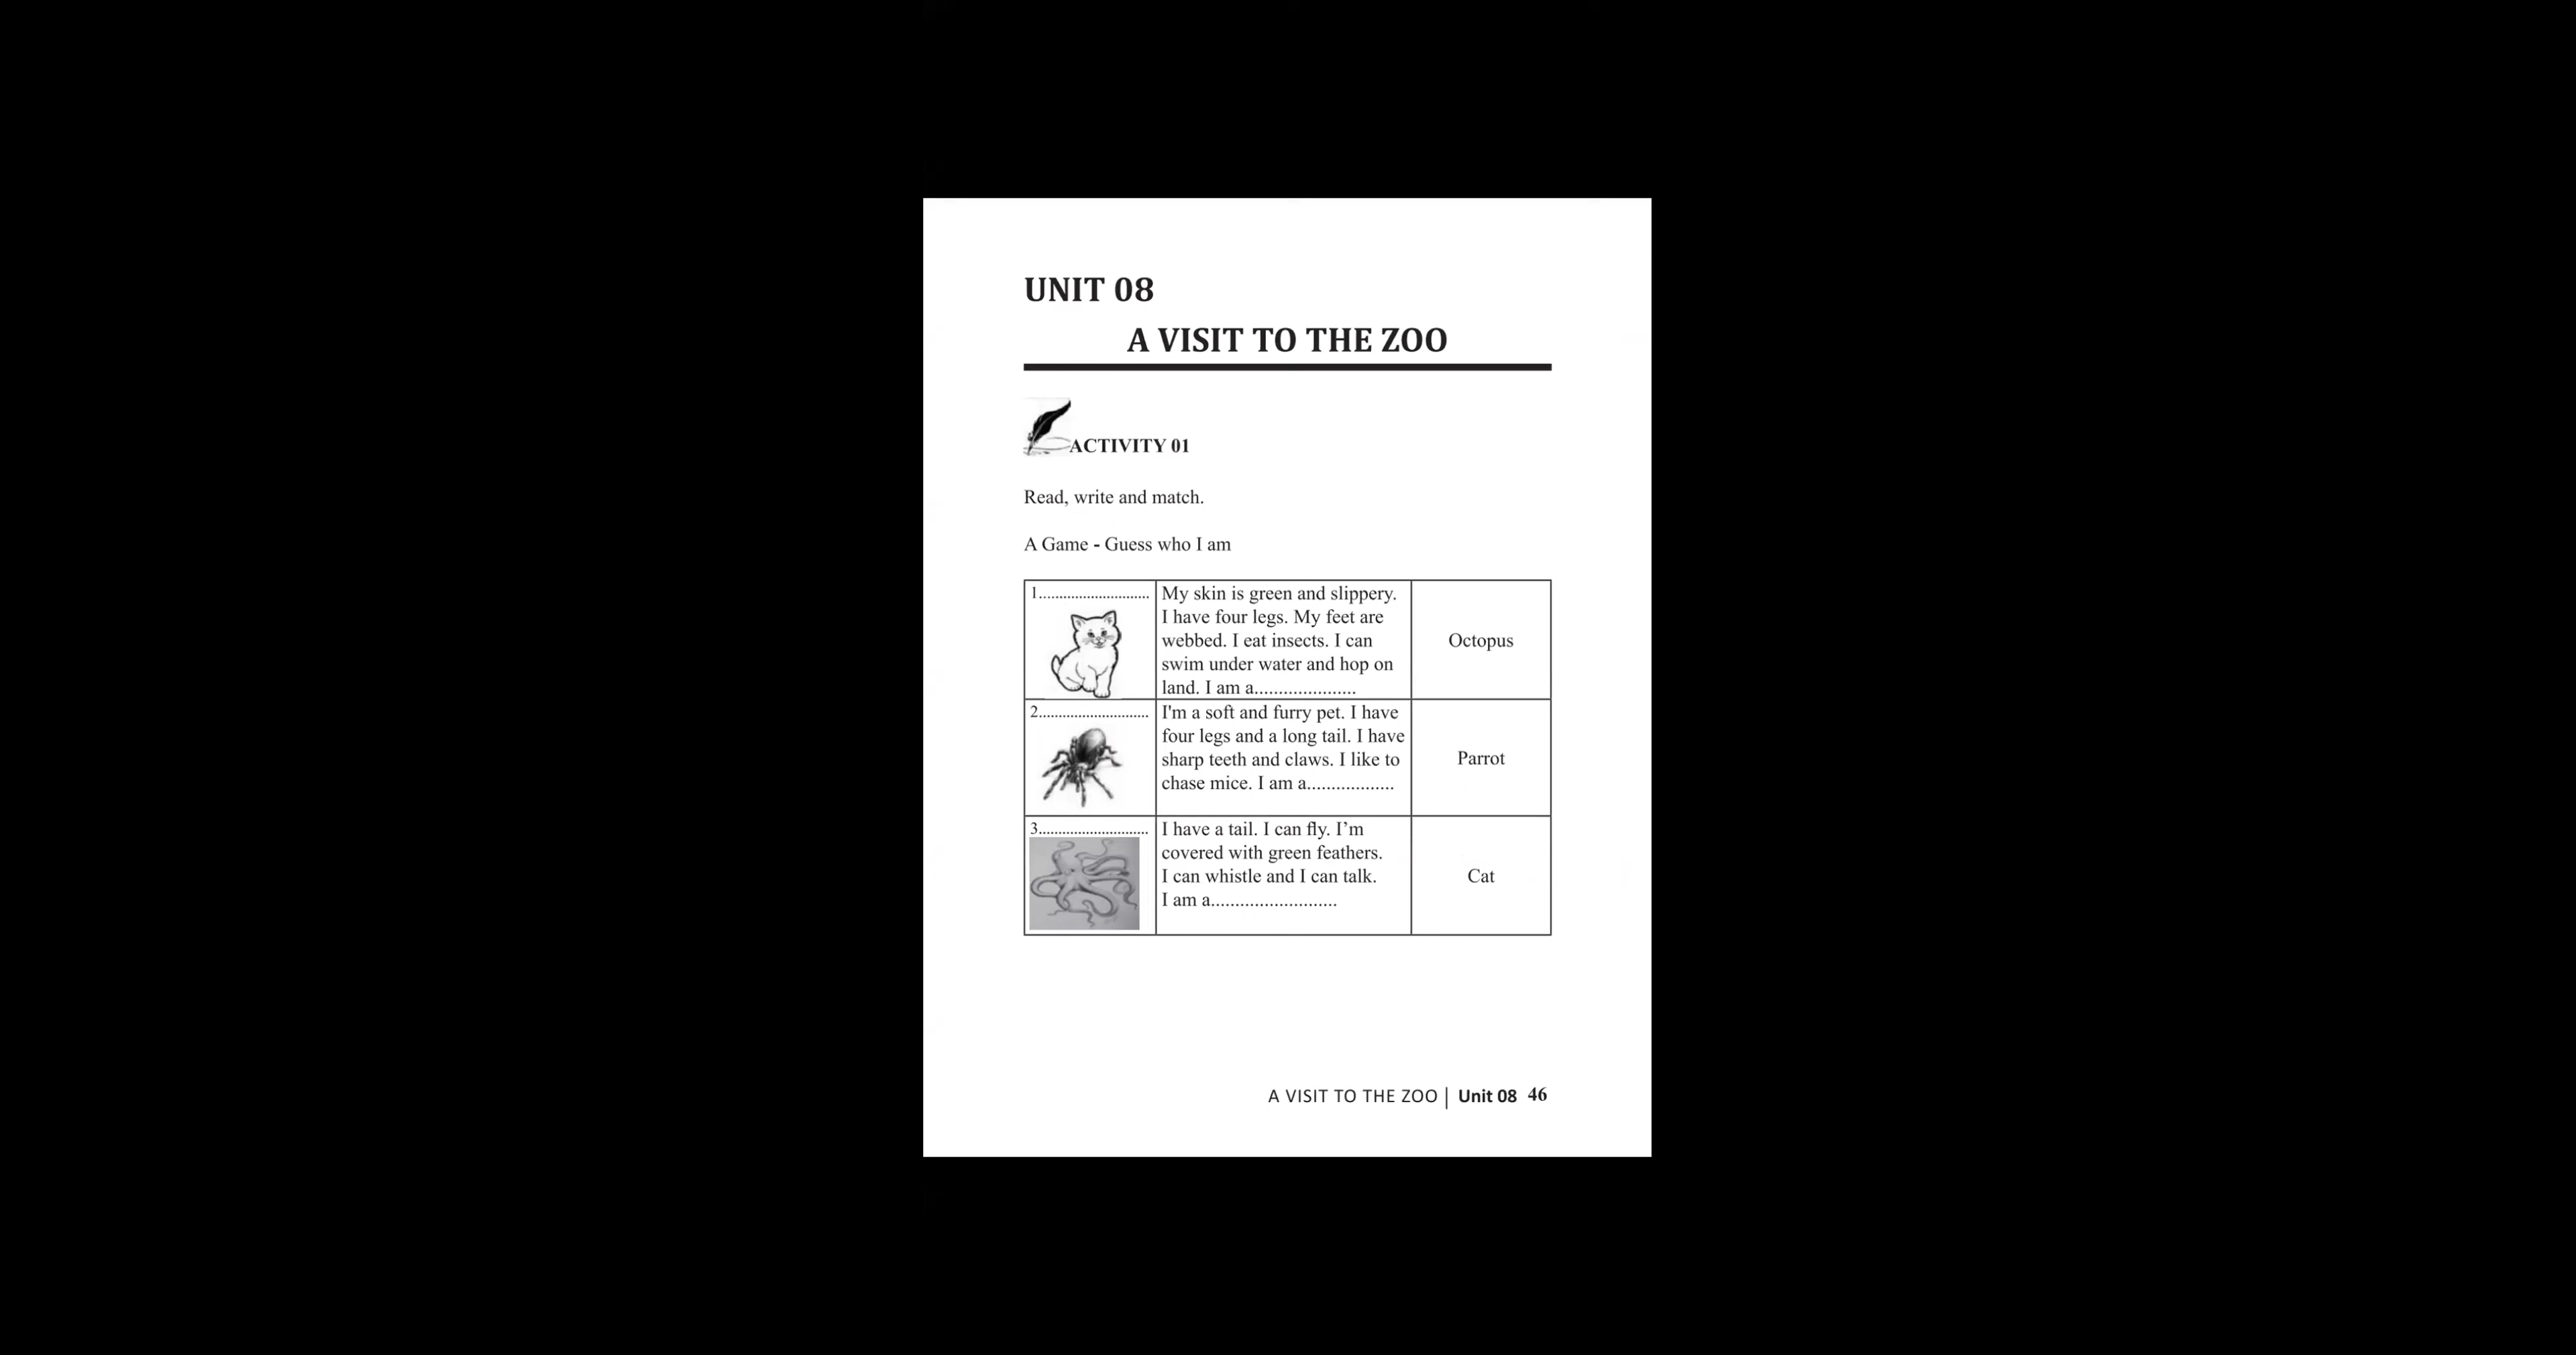 UNIT 08
A VISIT TO THE ZOO
ACTIVITY 01
Read, write and match.
A Game - Guess who I am
1...........................
My skin is green and slippery.
I have four legs. My feet are
webbed. I eat insects. I can
swim under water and hop on
land. I am a.....................
Octopus
2...........................
I'm a soft and furry pet. I have
four legs and a long tail. I have
sharp teeth and claws. I like to
chase mice. I am a..................
Parrot
3...........................
I have a tail. I can fly. I’m
covered with green feathers.
I can whistle and I can talk.
I am a..........................
Cat
A VISIT TO THE ZOO | Unit 08 46